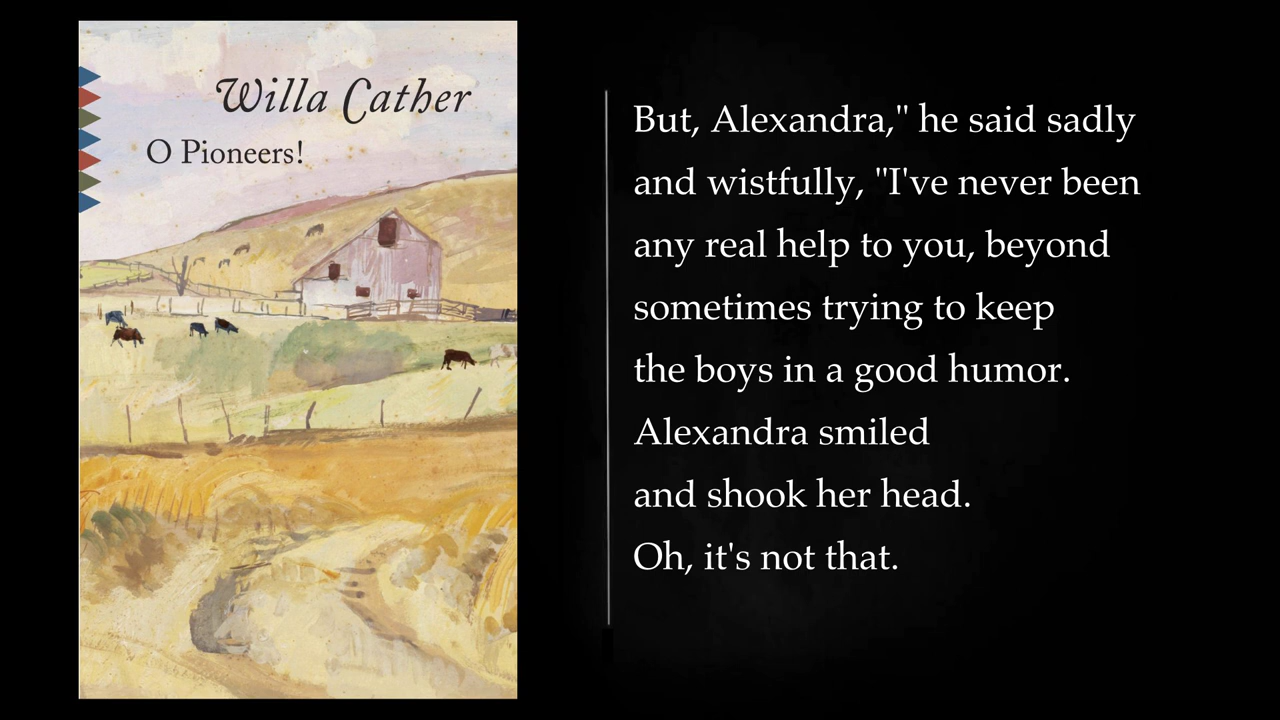 Willa Cather
O Pioneers!
But, Alexandra," he said sadly
and wistfully, "I've never been
any real help to you, beyond
sometimes trying to keep
the boys in a good humor.
Alexandra smiled
and shook her head.
Oh, it's not that.